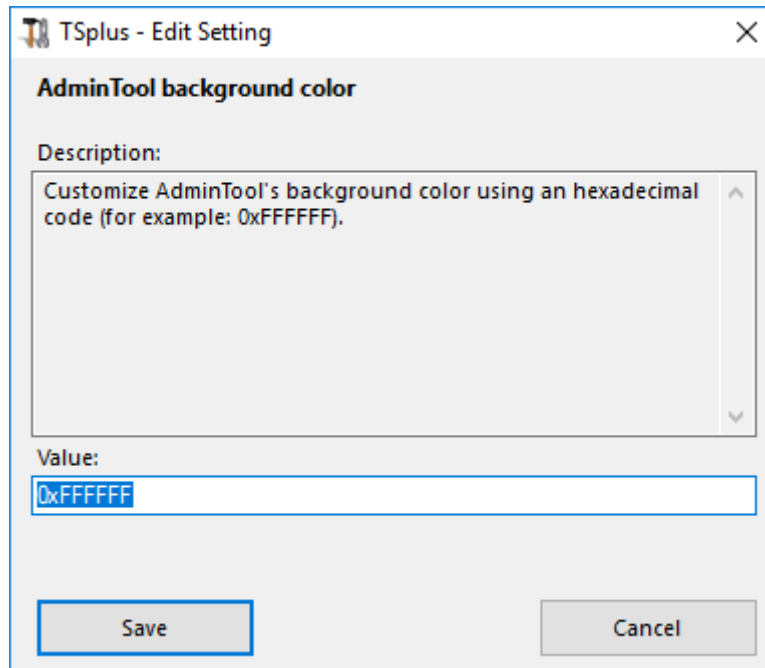 TSplus - Edit Setting
AdminTool background color
Description:
Customize AdminTool's background color using an hexadecimal
code (for example: 0xFFFFFF).
Value:
0xFFFFFF
Save
Cancel